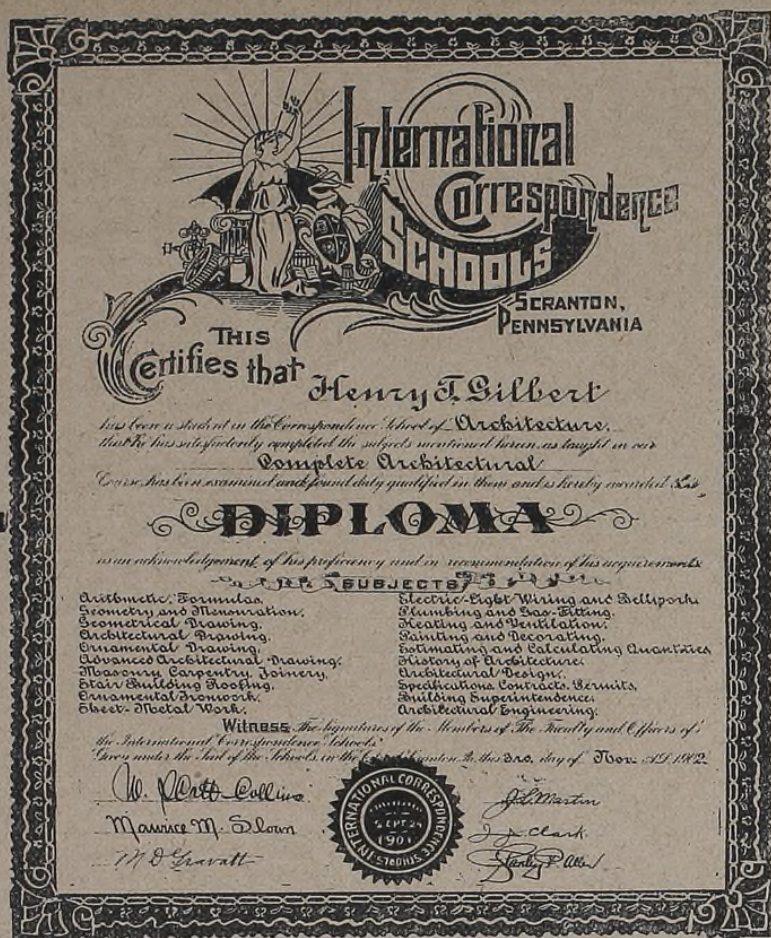 International
Correspondence
SCHOOLS
SCRANTON,
PENNSYLVANIA
THIS
Certifies that
Henry T. Gilbert
has been a student in the Correspondence School of Architecture,
that he has satisfactorily completed the subjects mentioned herein, as taught in our
Complete Architectural
Course, has been examined and found duly qualified in them and is hereby awarded this
DIPLOMA
as an acknowledgement of his proficiency and in recommendation of his acquirements
SUBJECTS
Arithmetic, Formulas, Electric-Light Wiring and Bellwork,
Geometry and Mensuration, Plumbing and Gas-Fitting,
Geometrical Drawing, Heating and Ventilation,
Architectural Drawing, Painting and Decorating,
Ornamental Drawing, Estimating and Calculating Quantities
Advanced Architectural Drawing, History of Architecture,
Masonry, Carpentry, Joinery, Architectural Design,
Stair Building Roofing, Specifications, Contracts, Permits,
Ornamental Ironwork, Building Superintendence,
Sheet-Metal Work. Architectural Engineering.
Witness The Signatures of the Members of The Faculty and Officers of
the International Correspondence Schools
Given under the Seal of the Schools in the of Scranton, Pa. this 3rd. day of Nov. A.D. 1902
Maurice M. Sloan
J. J. Clark
M D Gravatt
Stanley P. Allen
INTERNATIONAL CORRESPONDENCE SCHOOLS
SEPT 24
1901